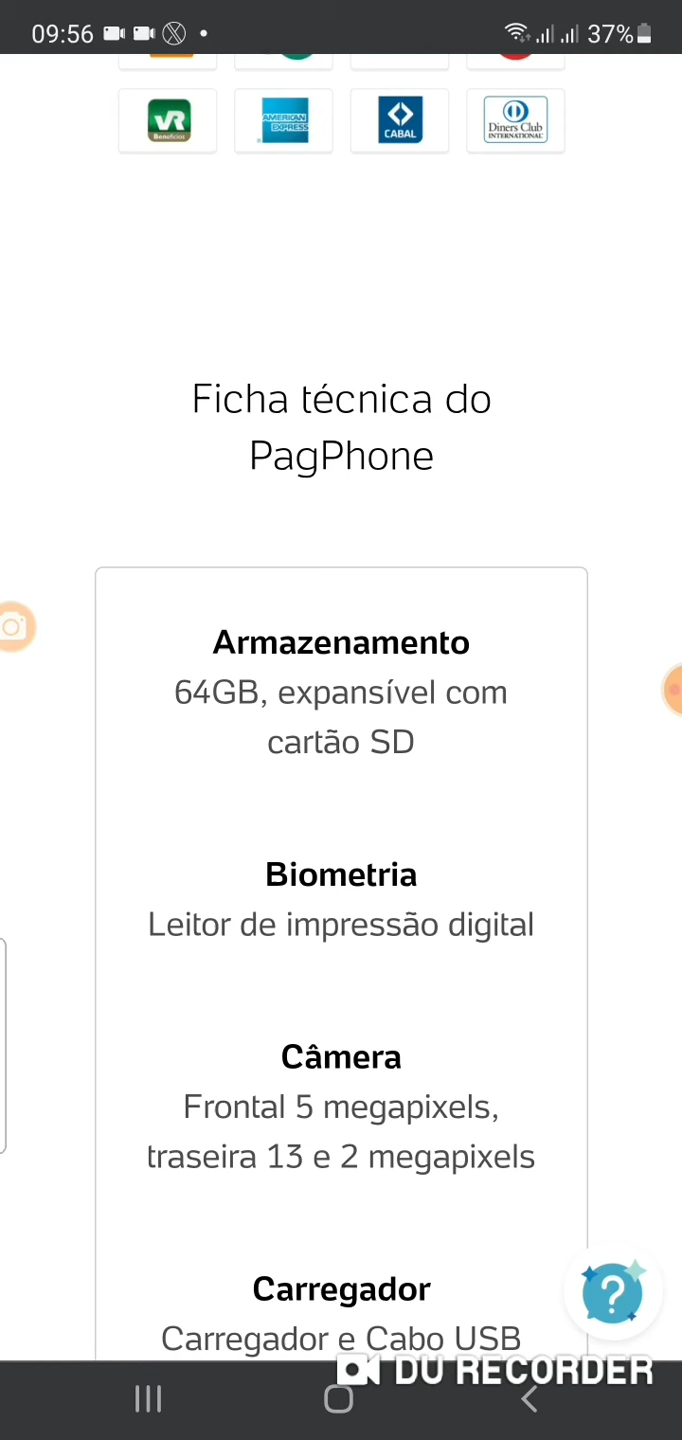 09:56
37%
VR
Benefícios
AMERICAN
EXPRESS
CABAL
Diners Club
INTERNATIONAL
Ficha técnica do
PagPhone
Armazenamento
64GB, expansível com
cartão SD
Biometria
Leitor de impressão digital
Câmera
Frontal 5 megapixels,
traseira 13 e 2 megapixels
Carregador
Carregador e Cabo USB
DU RECORDER